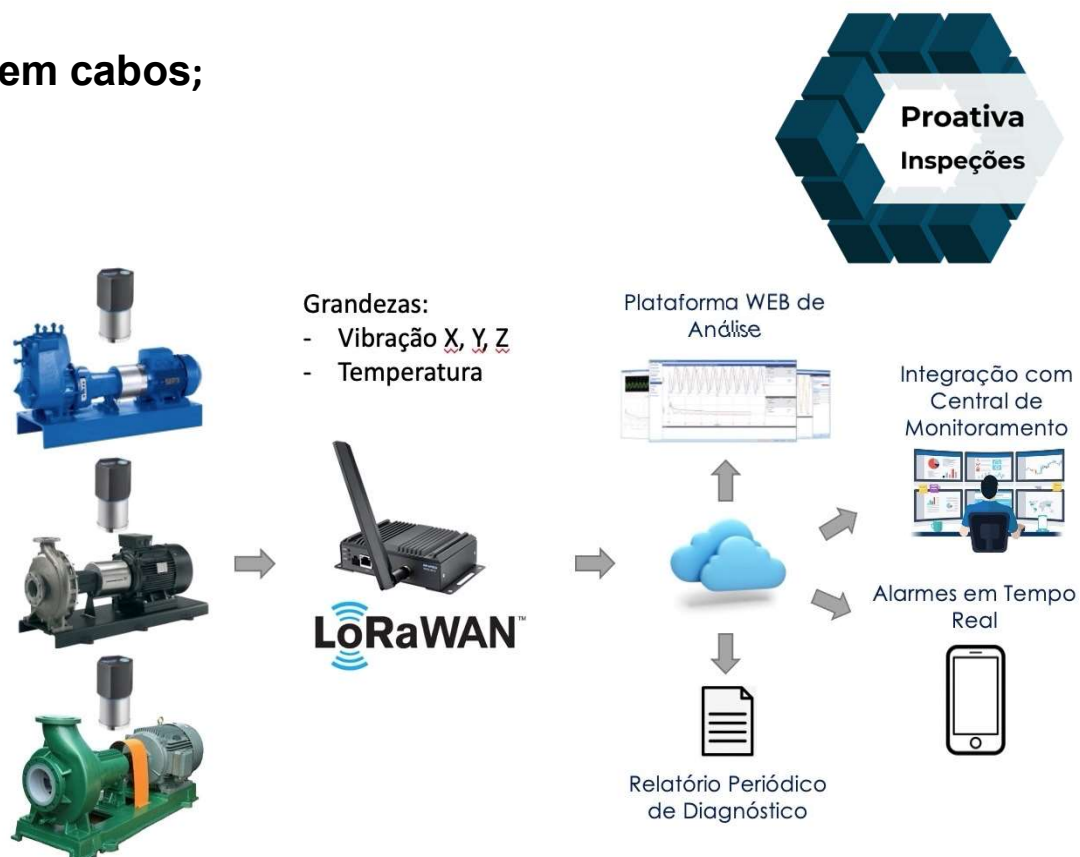 em cabos;
Proativa
Inspeções
Grandezas:
- Vibração X, Y, Z
- Temperatura
LoRaWAN™
Plataforma WEB de
Análise
Integração com
Central de
Monitoramento
Alarmes em Tempo
Real
Relatório Periódico
de Diagnóstico